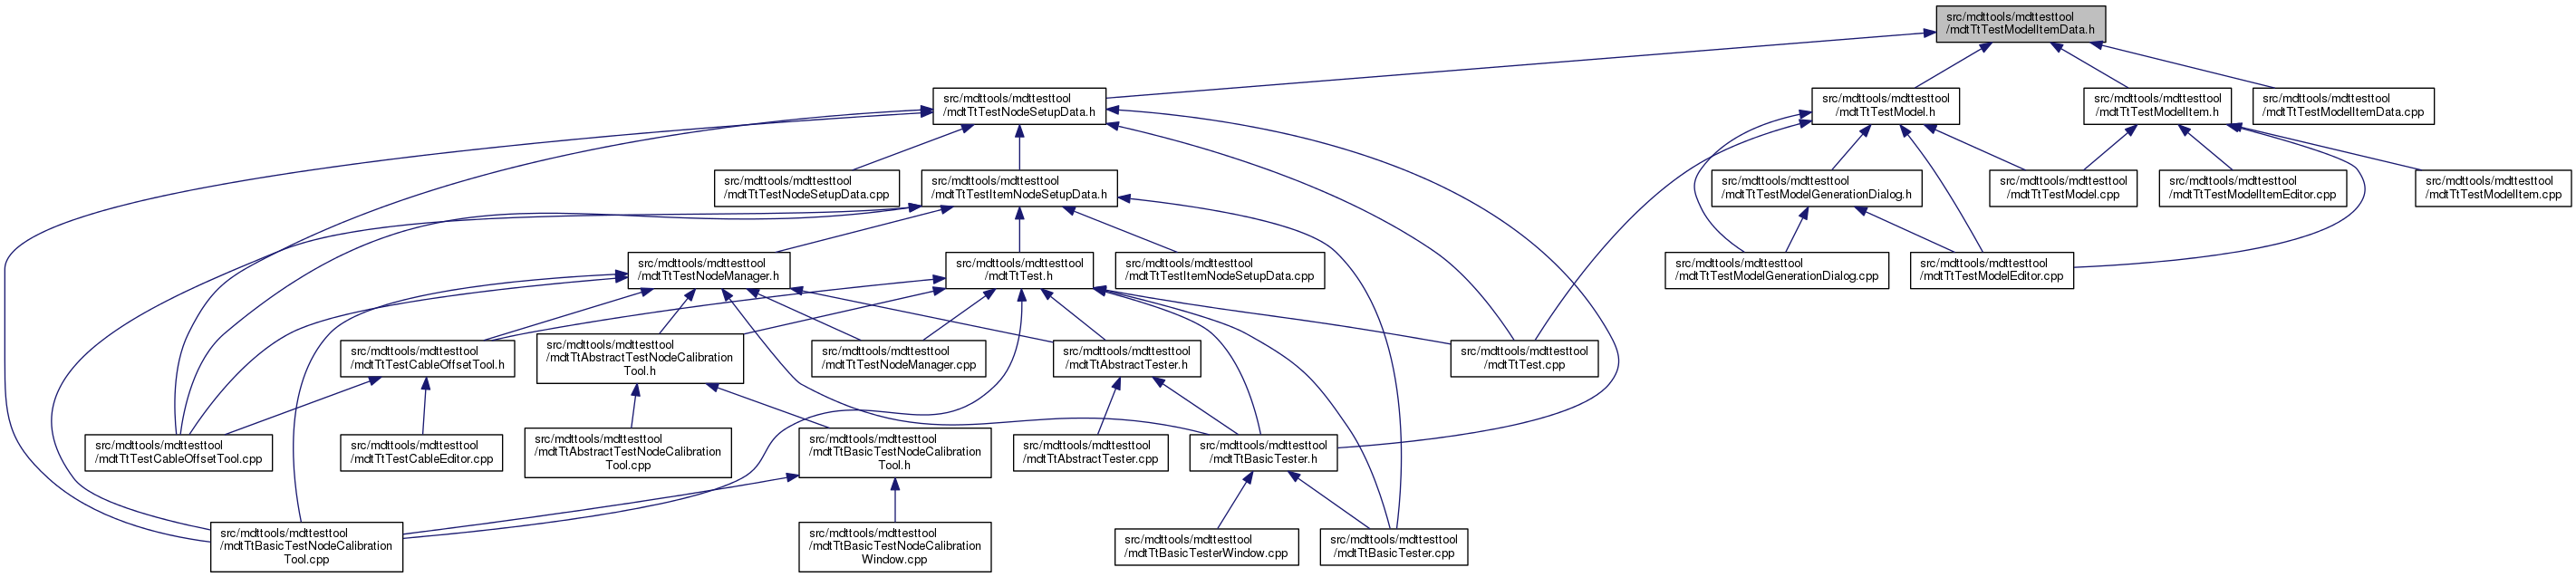 src/mdttools/mdttesttool
/mdtTtTestModelItemData.h
src/mdttools/mdttesttool
/mdtTtTestNodeSetupData.h
src/mdttools/mdttesttool
/mdtTtTestModel.h
src/mdttools/mdttesttool
/mdtTtTestModelItem.h
src/mdttools/mdttesttool
/mdtTtTestModelItemData.cpp
src/mdttools/mdttesttool
/mdtTtTestNodeSetupData.cpp
src/mdttools/mdttesttool
/mdtTtTestItemNodeSetupData.h
src/mdttools/mdttesttool
/mdtTtTestModelGenerationDialog.h
src/mdttools/mdttesttool
/mdtTtTestModel.cpp
src/mdttools/mdttesttool
/mdtTtTestModelItemEditor.cpp
src/mdttools/mdttesttool
/mdtTtTestModelItem.cpp
src/mdttools/mdttesttool
/mdtTtTestNodeManager.h
src/mdttools/mdttesttool
/mdtTtTest.h
src/mdttools/mdttesttool
/mdtTtTestItemNodeSetupData.cpp
src/mdttools/mdttesttool
/mdtTtTestModelGenerationDialog.cpp
src/mdttools/mdttesttool
/mdtTtTestModelEditor.cpp
src/mdttools/mdttesttool
/mdtTtTestCableOffsetTool.h
src/mdttools/mdttesttool
/mdtTtAbstractTestNodeCalibration
Tool.h
src/mdttools/mdttesttool
/mdtTtTestNodeManager.cpp
src/mdttools/mdttesttool
/mdtTtAbstractTester.h
src/mdttools/mdttesttool
/mdtTtTest.cpp
src/mdttools/mdttesttool
/mdtTtTestCableOffsetTool.cpp
src/mdttools/mdttesttool
/mdtTtTestCableEditor.cpp
src/mdttools/mdttesttool
/mdtTtAbstractTestNodeCalibration
Tool.cpp
src/mdttools/mdttesttool
/mdtTtBasicTestNodeCalibration
Tool.h
src/mdttools/mdttesttool
/mdtTtAbstractTester.cpp
src/mdttools/mdttesttool
/mdtTtBasicTester.h
src/mdttools/mdttesttool
/mdtTtBasicTestNodeCalibration
Tool.cpp
src/mdttools/mdttesttool
/mdtTtBasicTestNodeCalibration
Window.cpp
src/mdttools/mdttesttool
/mdtTtBasicTesterWindow.cpp
src/mdttools/mdttesttool
/mdtTtBasicTester.cpp